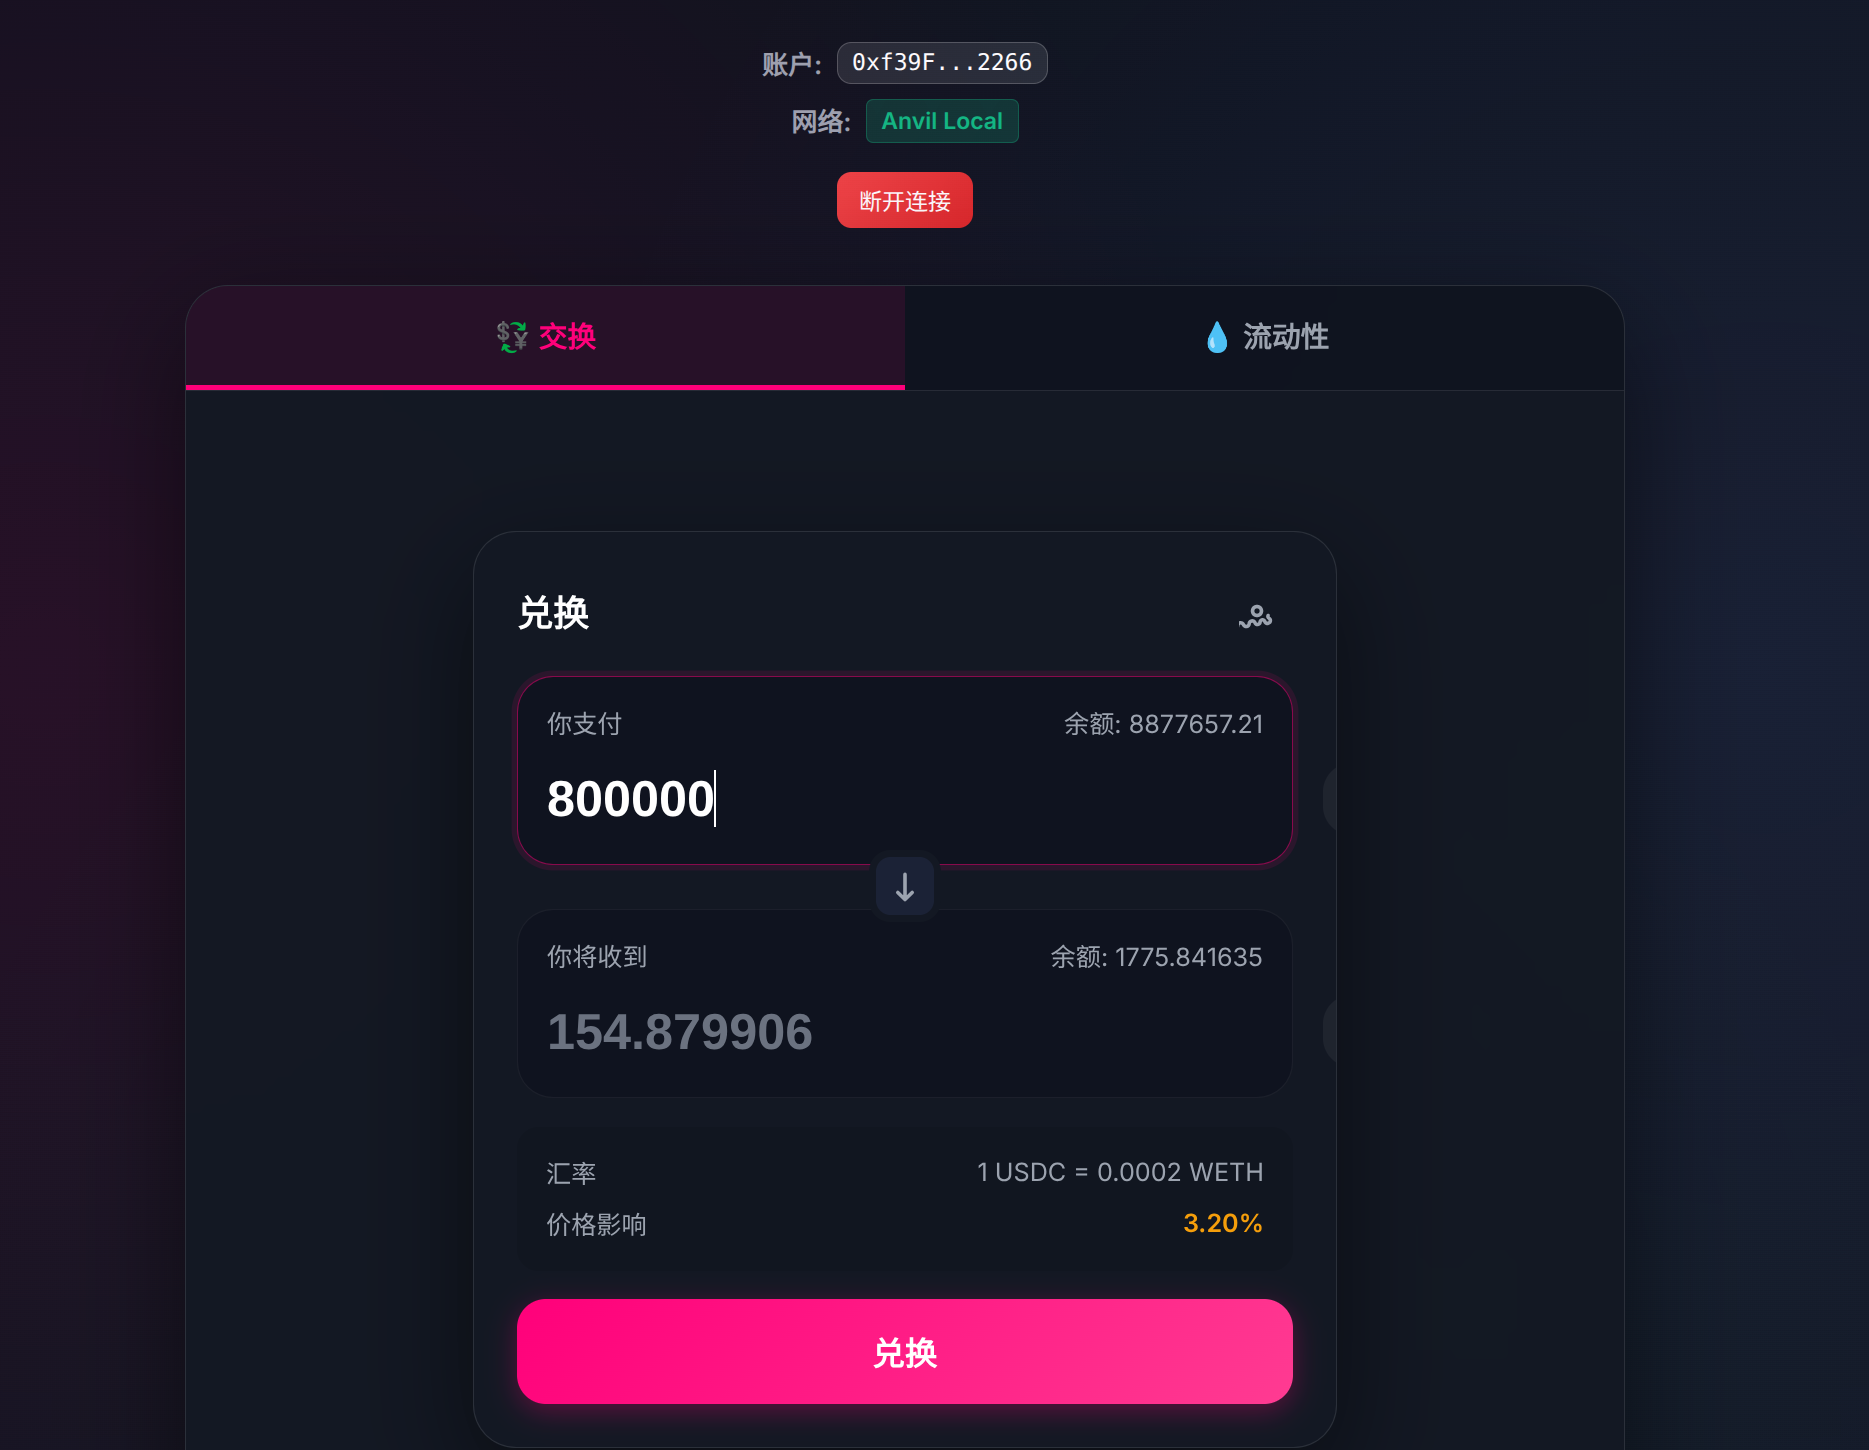 账户: 0xf39F...2266
网络: Anvil Local
断开连接
交换
流动性
兑换
你支付 余额: 8877657.21
800000
你将收到 余额: 1775.841635
154.879906
汇率 1 USDC = 0.0002 WETH
价格影响 3.20%
兑换